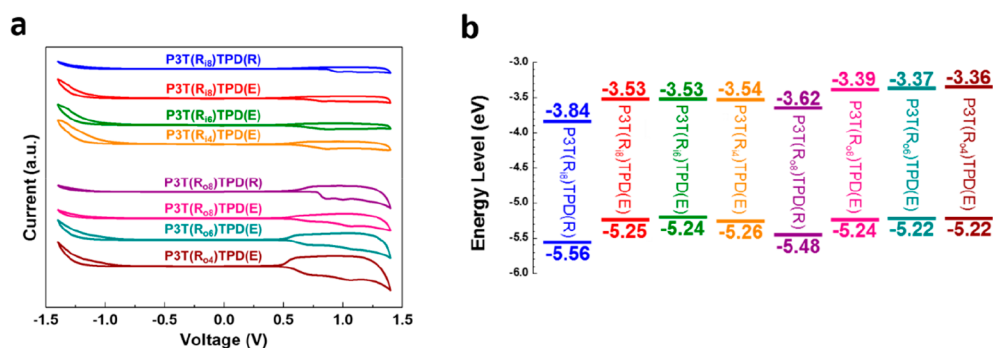 a
P3T(Ri8)TPD(R)
P3T(Ri8)TPD(E)
P3T(Ri6)TPD(E)
P3T(Ri4)TPD(E)
P3T(Ro8)TPD(R)
P3T(Ro8)TPD(E)
P3T(Ro6)TPD(E)
P3T(Ro4)TPD(E)
Current (a.u.)
-1.5 -1.0 -0.5 0.0 0.5 1.0 1.5
Voltage (V)
b
Energy Level (eV)
-3.0
-3.5
-4.0
-4.5
-5.0
-5.5
-6.0
-3.84
P3T(Ri8)TPD(R)
-5.56
-3.53
P3T(Ri8)TPD(E)
-5.25
-3.53
P3T(Ri6)TPD(E)
-5.24
-3.54
P3T(Ri4)TPD(E)
-5.26
-3.62
P3T(Ro8)TPD(R)
-5.48
-3.39
P3T(Ro8)TPD(E)
-5.24
-3.37
P3T(Ro6)TPD(E)
-5.22
-3.36
P3T(Ro4)TPD(E)
-5.22